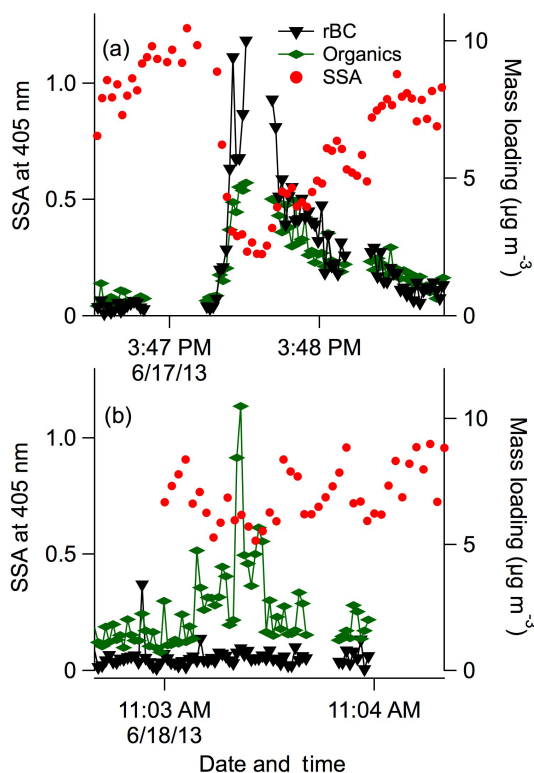 (a)
rBC
Organics
SSA
1.0
0.5
0
SSA at 405 nm
10
5
0
Mass loading (µg m-3)
3:47 PM
6/17/13
3:48 PM
(b)
1.0
0.5
0
SSA at 405 nm
10
5
0
Mass loading (µg m-3)
11:03 AM
6/18/13
11:04 AM
Date and time